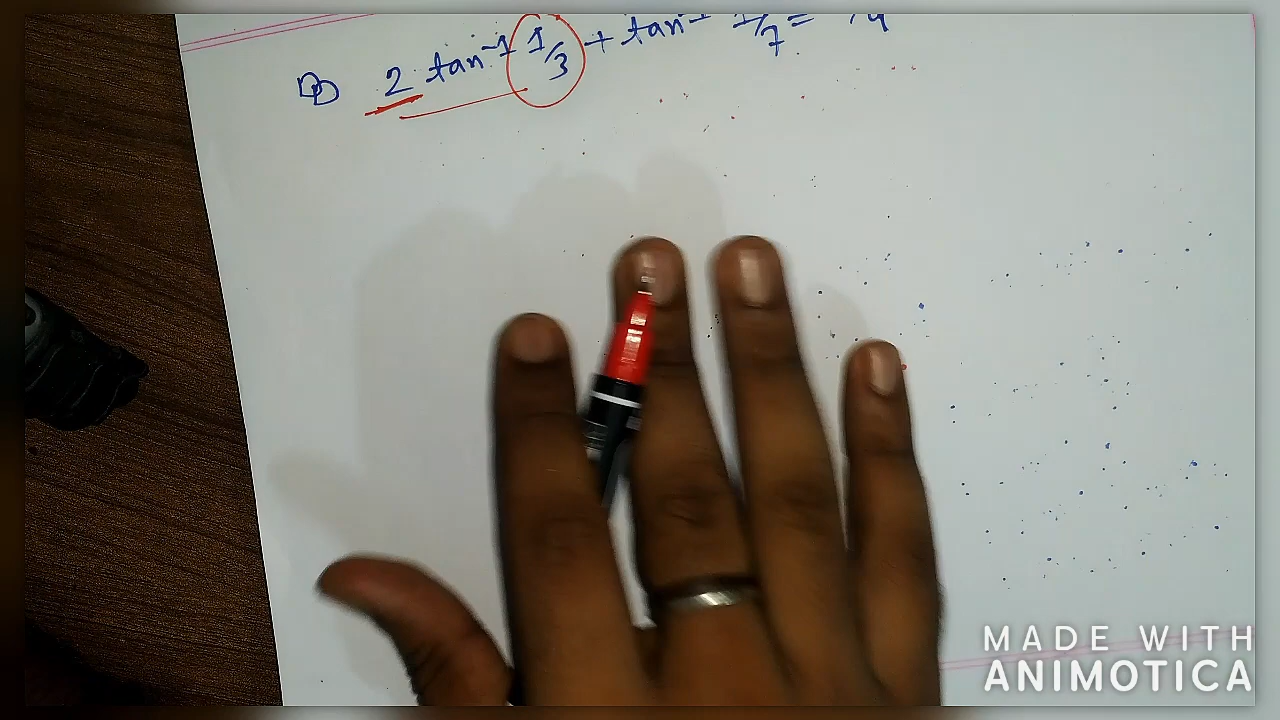 2 tan⁻¹ 1/3 + tan⁻¹ 1/7 =
MADE WITH
ANIMOTICA